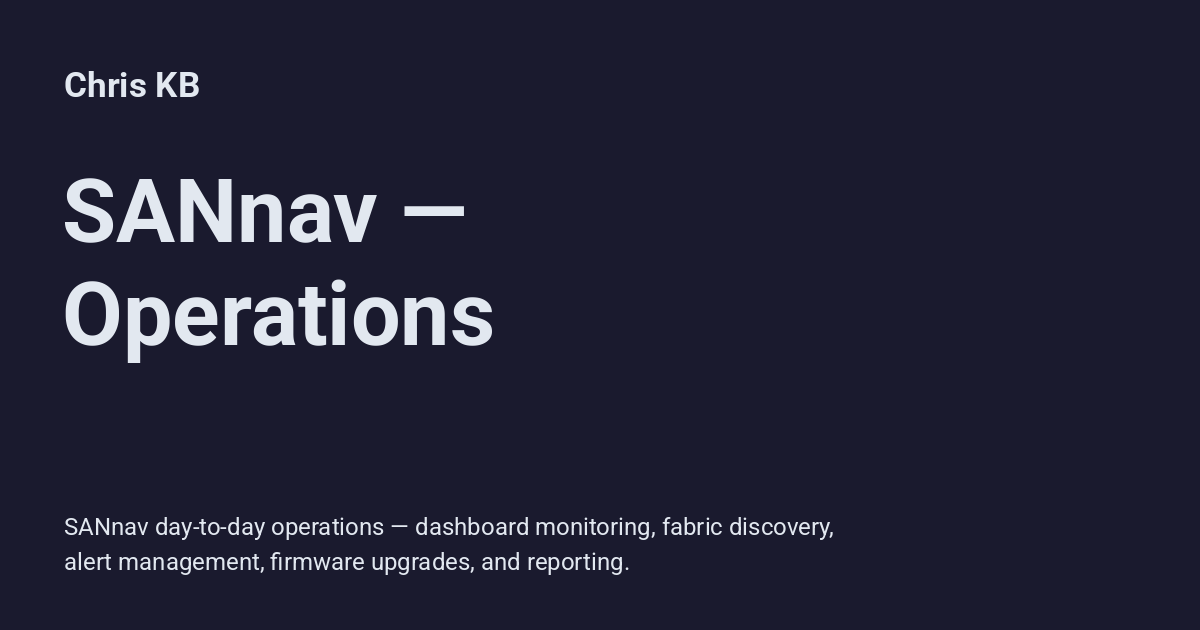 Chris KB
SANnav —
Operations
SANnav day-to-day operations — dashboard monitoring, fabric discovery,
alert management, firmware upgrades, and reporting.